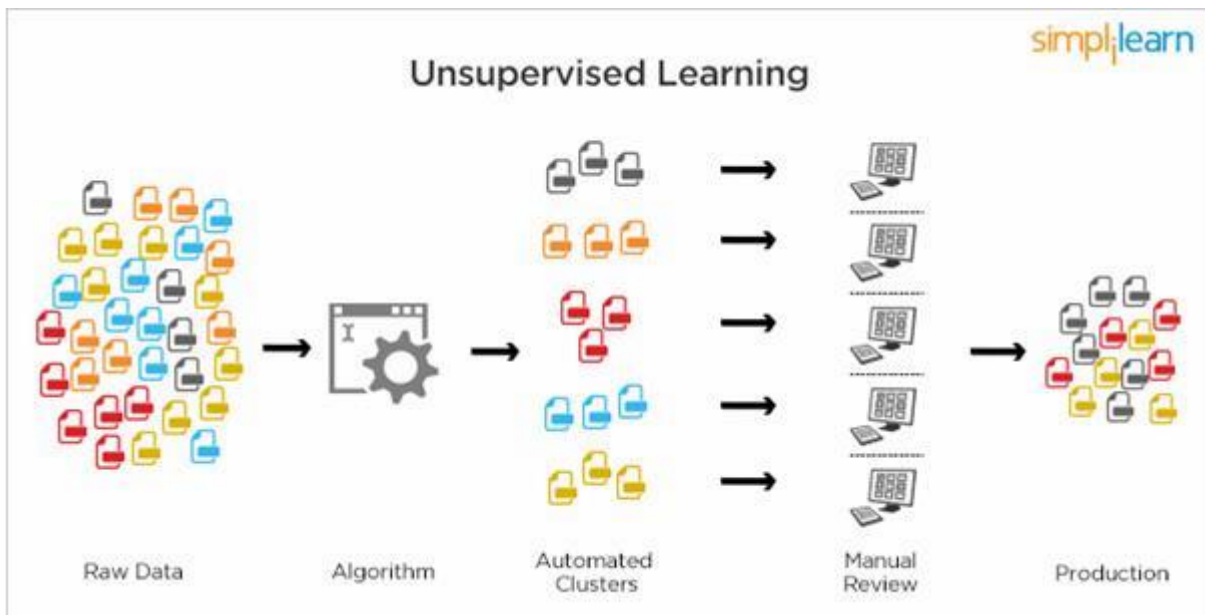 simplilearn
Unsupervised Learning
Raw Data
Algorithm
Automated
Clusters
Manual
Review
Production